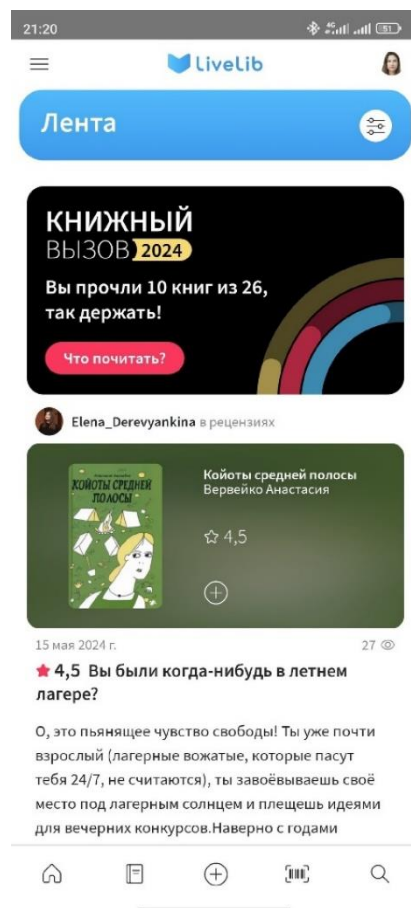 21:20
4G
51
LiveLib
Лента
КНИЖНЫЙ
ВЫЗОВ 2024
Вы прочли 10 книг из 26,
так держать!
Что почитать?
Elena_Derevyankina в рецензиях
КОЙОТЫ СРЕДНЕЙ
ПОЛОСЫ
Койоты средней полосы
Вервейко Анастасия
4,5
15 мая 2024 г.
27
4,5 Вы были когда-нибудь в летнем
лагере?
О, это пьянящее чувство свободы! Ты уже почти
взрослый (лагерные вожатые, которые пасут
тебя 24/7, не считаются), ты завоёвываешь своё
место под лагерным солнцем и плещешь идеями
для вечерних конкурсов.Наверно с годами